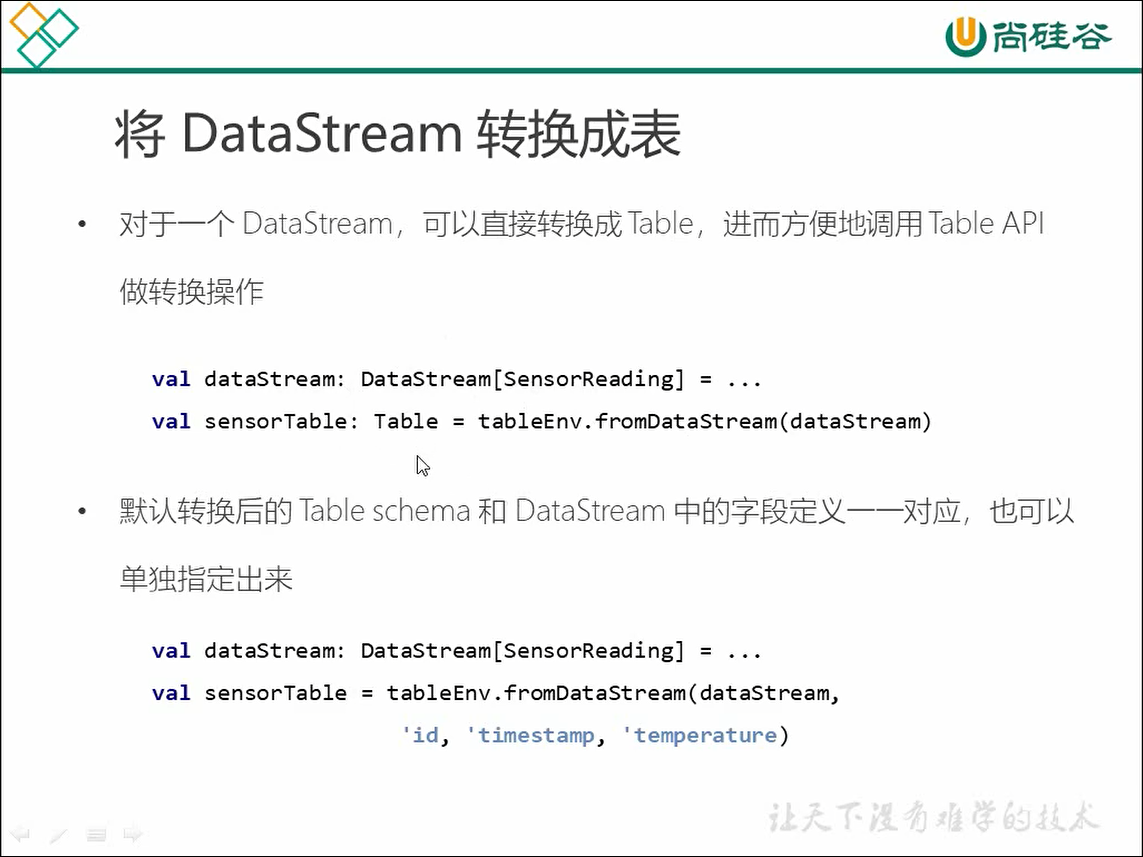 尚硅谷
将 DataStream 转换成表
• 对于一个 DataStream，可以直接转换成 Table，进而方便地调用 Table API
做转换操作
val dataStream: DataStream[SensorReading] = ...
val sensorTable: Table = tableEnv.fromDataStream(dataStream)
• 默认转换后的 Table schema 和 DataStream 中的字段定义一一对应，也可以
单独指定出来
val dataStream: DataStream[SensorReading] = ...
val sensorTable = tableEnv.fromDataStream(dataStream,
'id, 'timestamp, 'temperature)
让天下没有难学的技术